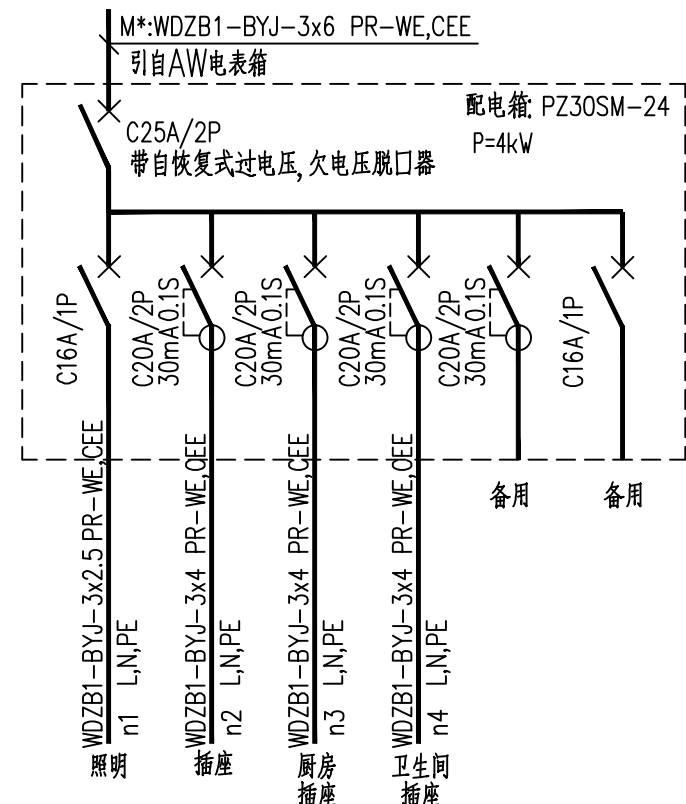 M*:WDZB1-BYJ-3x6 PR-WE,CEE
引自AW电表箱
配电箱: PZ30SM-24
P=4kW
C25A/2P
带自恢复式过电压,欠电压脱口器
C16A/1P
C20A/2P
30mA0.1S
C20A/2P
30mA0.1S
C20A/2P
30mA0.1S
C20A/2P
30mA0.1S
C16A/1P
WDZB1-BYJ-3x2.5 PR-WE,CEE
n1 L,N,PE
照明
WDZB1-BYJ-3x4 PR-WE,CEE
n2 L,N,PE
插座
WDZB1-BYJ-3x4 PR-WE,CEE
n3 L,N,PE
厨房
插座
WDZB1-BYJ-3x4 PR-WE,CEE
n4 L,N,PE
卫生间
插座
备用
备用